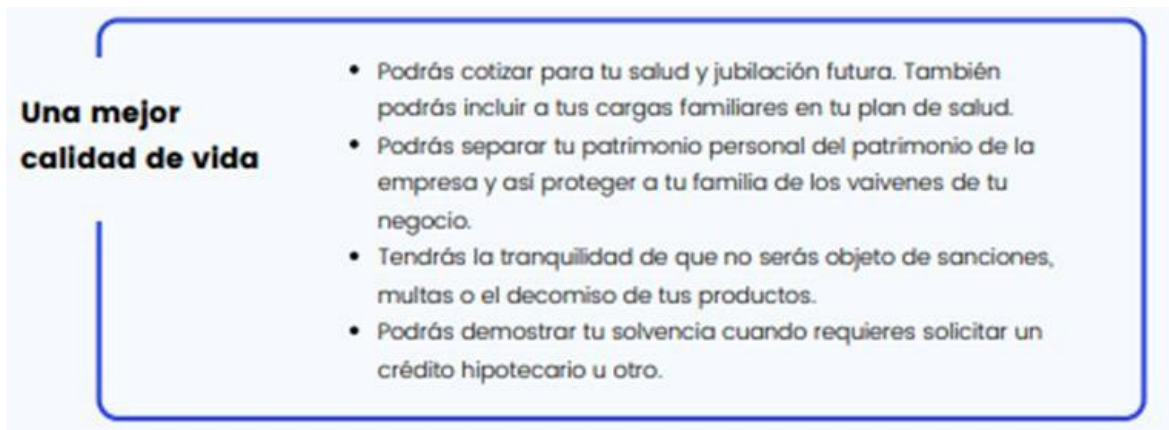 Una mejor
calidad de vida
• Podrás cotizar para tu salud y jubilación futura. También
podrás incluir a tus cargas familiares en tu plan de salud.
• Podrás separar tu patrimonio personal del patrimonio de la
empresa y así proteger a tu familia de los vaivenes de tu
negocio.
• Tendrás la tranquilidad de que no serás objeto de sanciones,
multas o el decomiso de tus productos.
• Podrás demostrar tu solvencia cuando requieres solicitar un
crédito hipotecario u otro.